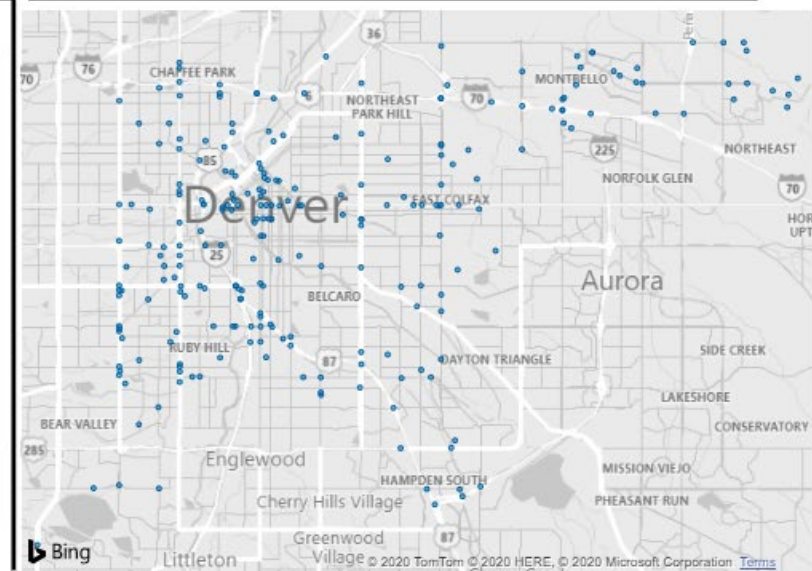 36
70
76
CHAFFEE PARK
MONTBELLO
6
70
NORTHEAST
PARK HILL
85
225
NORTHEAST
NORFOLK GLEN
70
Denver
EAST COLFAX
25
Aurora
BELCARO
RUBY HILL
87
DAYTON TRIANGLE
SIDE CREEK
LAKESHORE
BEAR VALLEY
CONSERVATORY
285
Englewood
MISSION VIEJO
HAMPDEN SOUTH
Cherry Hills Village
PHEASANT RUN
Greenwood
Village
87
Bing
Littleton
© 2020 TomTom © 2020 HERE, © 2020 Microsoft Corporation Terms